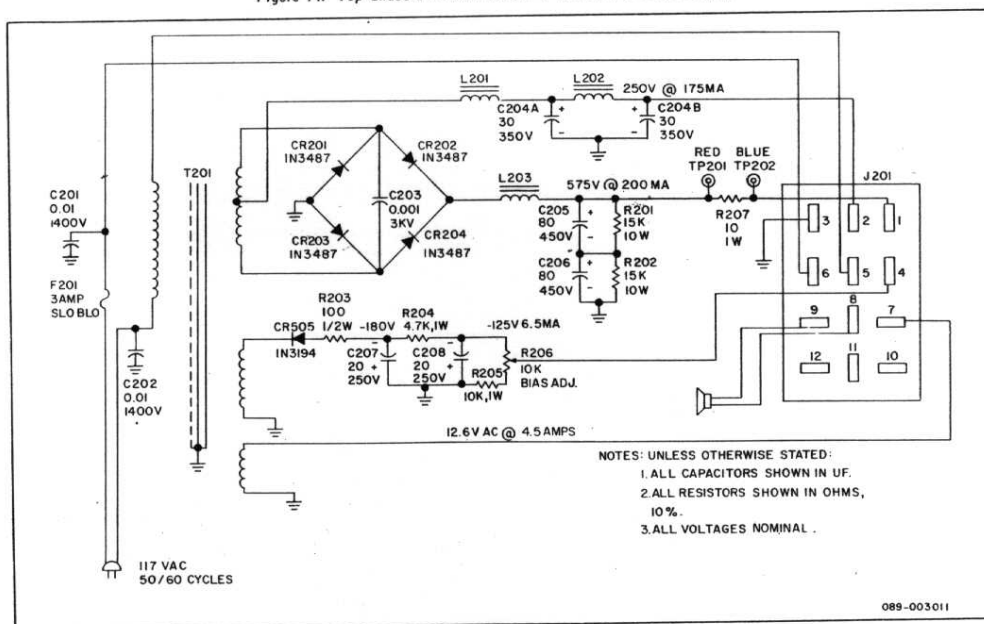 L201
L202
250V @ 175MA
C204A
30
350V
+
-
C204B
30
350V
+
-
CR201
1N3487
CR202
1N3487
T201
C203
0.001
3KV
CR203
1N3487
CR204
1N3487
C201
0.01
1400V
F201
3AMP
SLO BLO
C202
0.01
1400V
L203
575V @ 200 MA
RED
TP201
BLUE
TP202
R207
10
1W
C205
80
450V
+
-
R201
15K
10W
C206
80
450V
+
-
R202
15K
10W
J201
3
2
1
6
5
4
9
8
7
12
11
10
CR505
1N3194
R203
100
1/2W
-180V
R204
4.7K,1W
-125V 6.5MA
C207
20
250V
-
+
C208
20
250V
-
+
R205
10K,1W
R206
10K
BIAS ADJ.
12.6V AC @ 4.5 AMPS
NOTES: UNLESS OTHERWISE STATED:
1. ALL CAPACITORS SHOWN IN UF.
2. ALL RESISTORS SHOWN IN OHMS,
10%.
3. ALL VOLTAGES NOMINAL.
117 VAC
50/60 CYCLES
089-003011